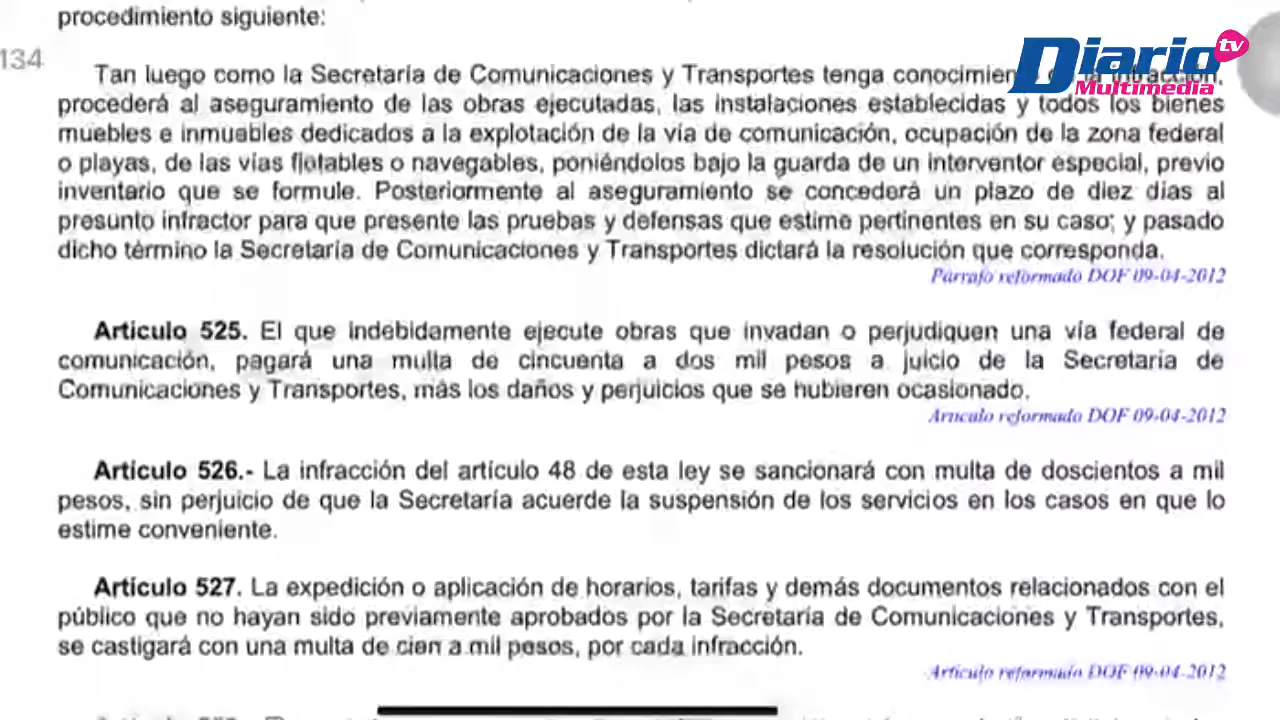 procedimiento siguiente:
134
Diario tv
Multimedia
Tan luego como la Secretaría de Comunicaciones y Transportes tenga conocimien la infracción,
procederá al aseguramiento de las obras ejecutadas, las instalaciones establecidas y todos los bienes
muebles e inmuebles dedicados a la explotación de la vía de comunicación, ocupación de la zona federal
o playas, de las vías flotables o navegables, poniéndolos bajo la guarda de un interventor especial, previo
inventario que se formule. Posteriormente al aseguramiento se concederá un plazo de diez días al
presunto infractor para que presente las pruebas y defensas que estime pertinentes en su caso; y pasado
dicho término la Secretaría de Comunicaciones y Transportes dictará la resolución que corresponda.
Párrafo reformado DOF 09-04-2012
Artículo 525. El que indebidamente ejecute obras que invadan o perjudiquen una vía federal de
comunicación, pagará una multa de cincuenta a dos mil pesos a juicio de la Secretaría de
Comunicaciones y Transportes, más los daños y perjuicios que se hubieren ocasionado.
Artículo reformado DOF 09-04-2012
Artículo 526.- La infracción del artículo 48 de esta ley se sancionará con multa de doscientos a mil
pesos, sin perjuicio de que la Secretaría acuerde la suspensión de los servicios en los casos en que lo
estime conveniente.
Artículo 527. La expedición o aplicación de horarios, tarifas y demás documentos relacionados con el
público que no hayan sido previamente aprobados por la Secretaría de Comunicaciones y Transportes,
se castigará con una multa de cien a mil pesos, por cada infracción.
Artículo reformado DOF 09-04-2012